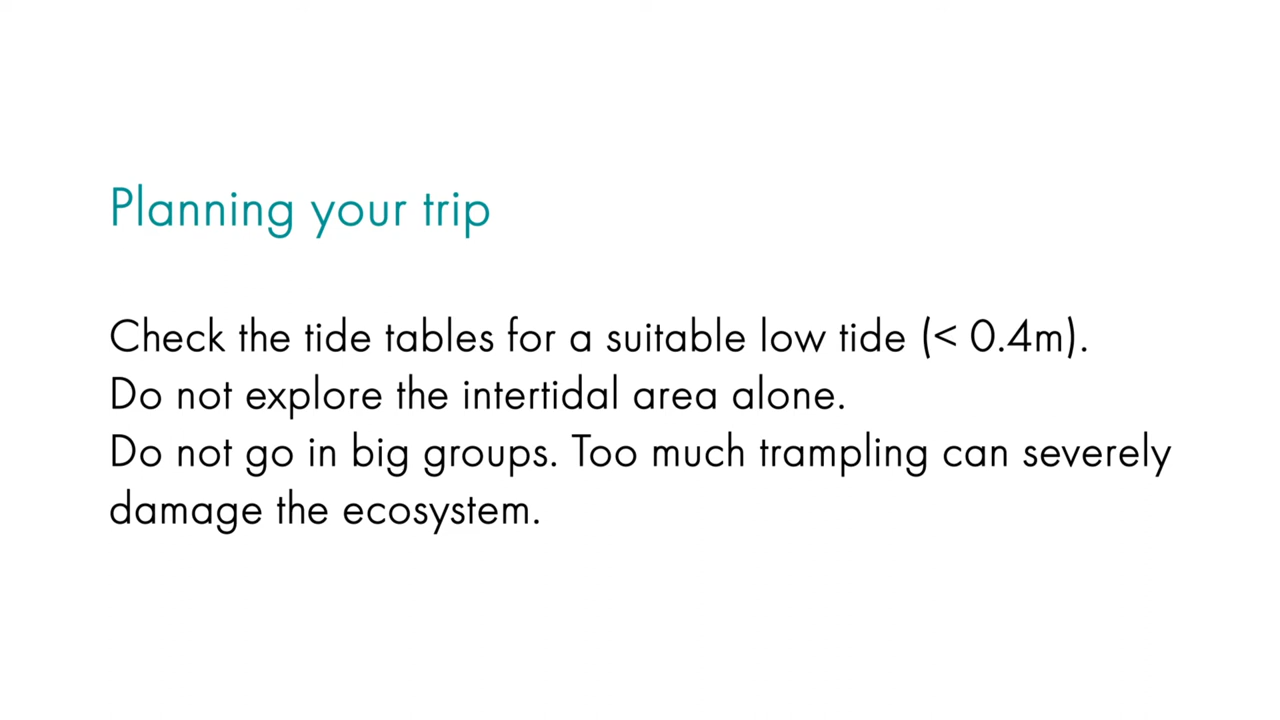 Planning your trip
Check the tide tables for a suitable low tide (< 0.4m).
Do not explore the intertidal area alone.
Do not go in big groups. Too much trampling can severely
damage the ecosystem.